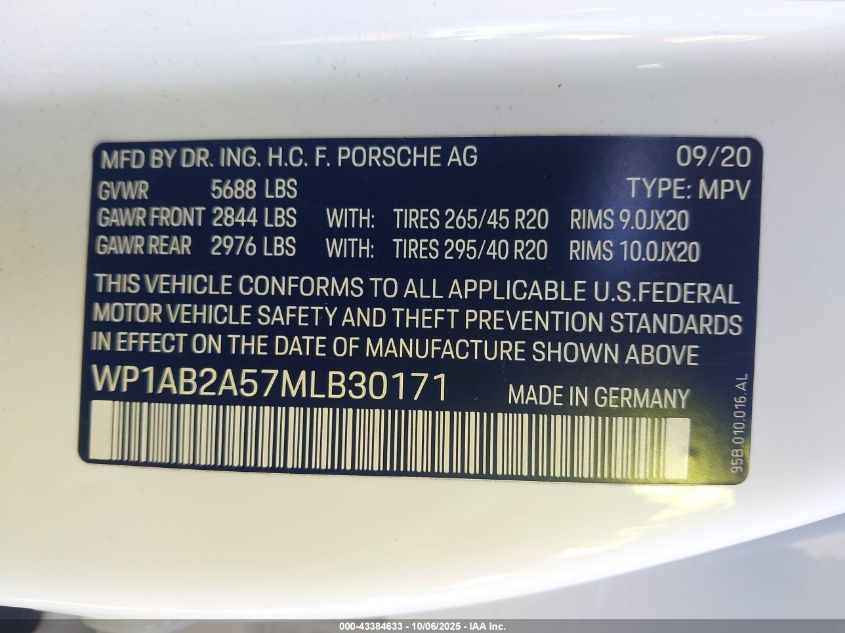 MFD BY DR. ING. H.C. F. PORSCHE AG 09/20
GVWR 5688 LBS TYPE: MPV
GAWR FRONT 2844 LBS WITH: TIRES 265/45 R20 RIMS 9.0JX20
GAWR REAR 2976 LBS WITH: TIRES 295/40 R20 RIMS 10.0JX20
THIS VEHICLE CONFORMS TO ALL APPLICABLE U.S.FEDERAL
MOTOR VEHICLE SAFETY AND THEFT PREVENTION STANDARDS
IN EFFECT ON THE DATE OF MANUFACTURE SHOWN ABOVE
WP1AB2A57MLB30171 MADE IN GERMANY
95B.010.016.AL
000-43384633 - 10/06/2025 - IAA Inc.